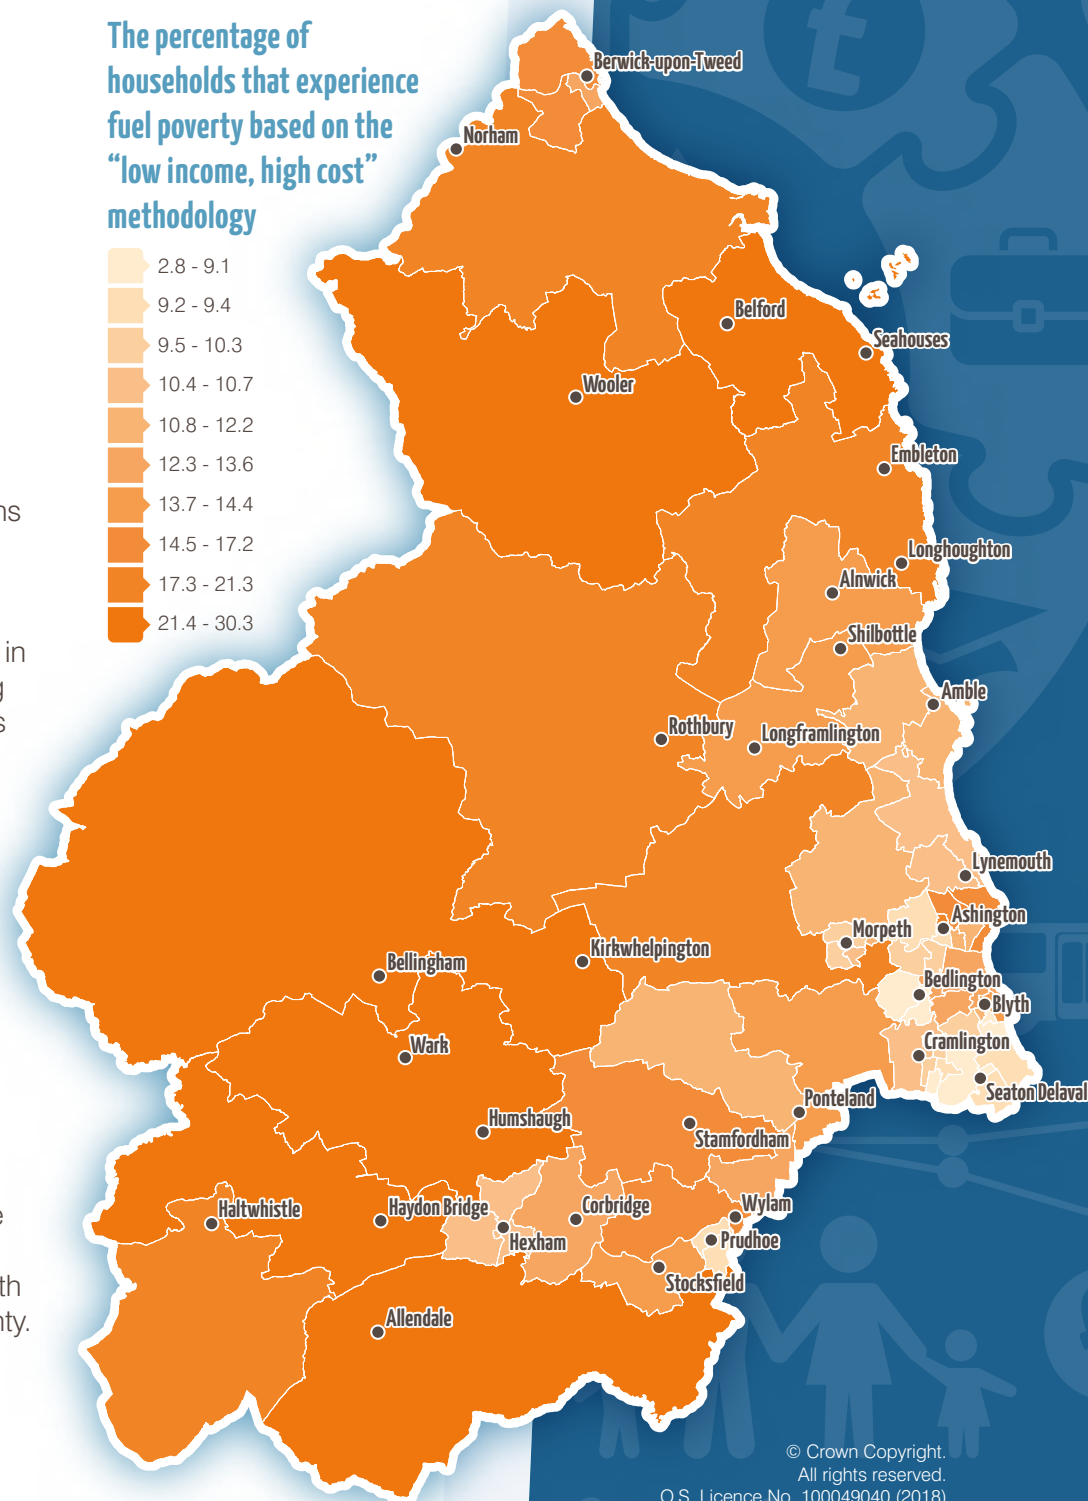 The percentage of
households that experience
fuel poverty based on the
“low income, high cost”
methodology
2.8 - 9.1
9.2 - 9.4
9.5 - 10.3
10.4 - 10.7
10.8 - 12.2
12.3 - 13.6
13.7 - 14.4
14.5 - 17.2
17.3 - 21.3
21.4 - 30.3
Berwick-upon-Tweed
Norham
Belford
Seahouses
Wooler
Embleton
Longhoughton
Alnwick
Shilbottle
Amble
Rothbury
Longframlington
Lynemouth
Ashington
Morpeth
Kirkwhelpington
Bellingham
Bedlington
Blyth
Cramlington
Wark
Seaton Delaval
Ponteland
Humshaugh
Stamfordham
Haltwhistle
Haydon Bridge
Corbridge
Wylam
Hexham
Prudhoe
Stocksfield
Allendale
in
© Crown Copyright.
All rights reserved.
O.S. Licence No. 100049040 (2018)